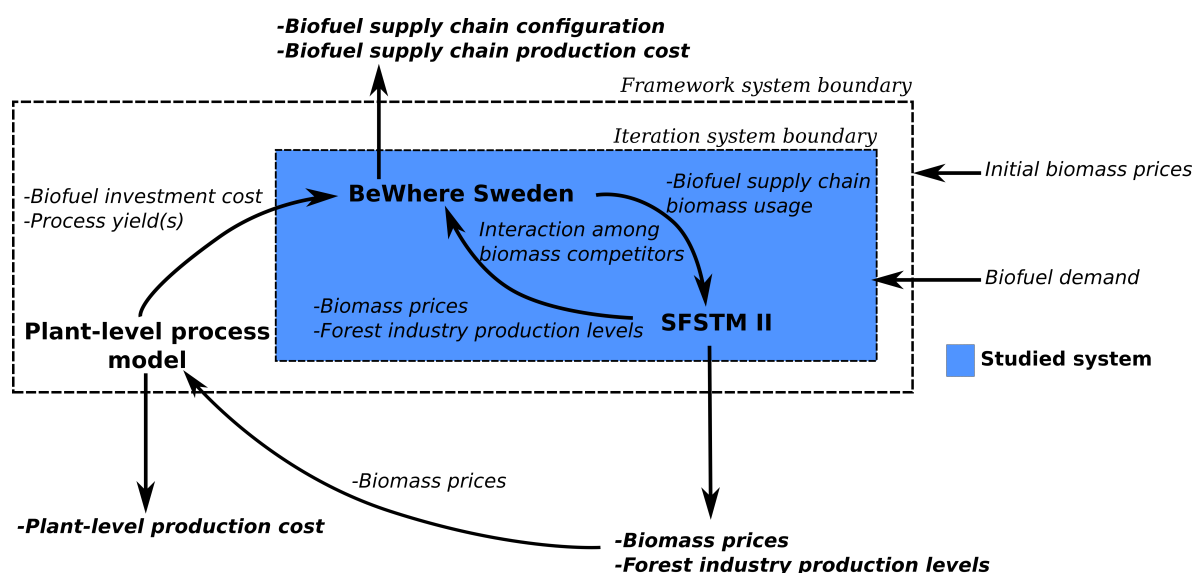 -Biofuel supply chain configuration
-Biofuel supply chain production cost
Framework system boundary
Iteration system boundary
Initial biomass prices
-Biofuel investment cost
-Process yield(s)
BeWhere Sweden
-Biofuel supply chain
biomass usage
Interaction among
biomass competitors
Biofuel demand
-Biomass prices
-Forest industry production levels
SFSTM II
Plant-level process
model
Studied system
-Biomass prices
-Plant-level production cost
-Biomass prices
-Forest industry production levels